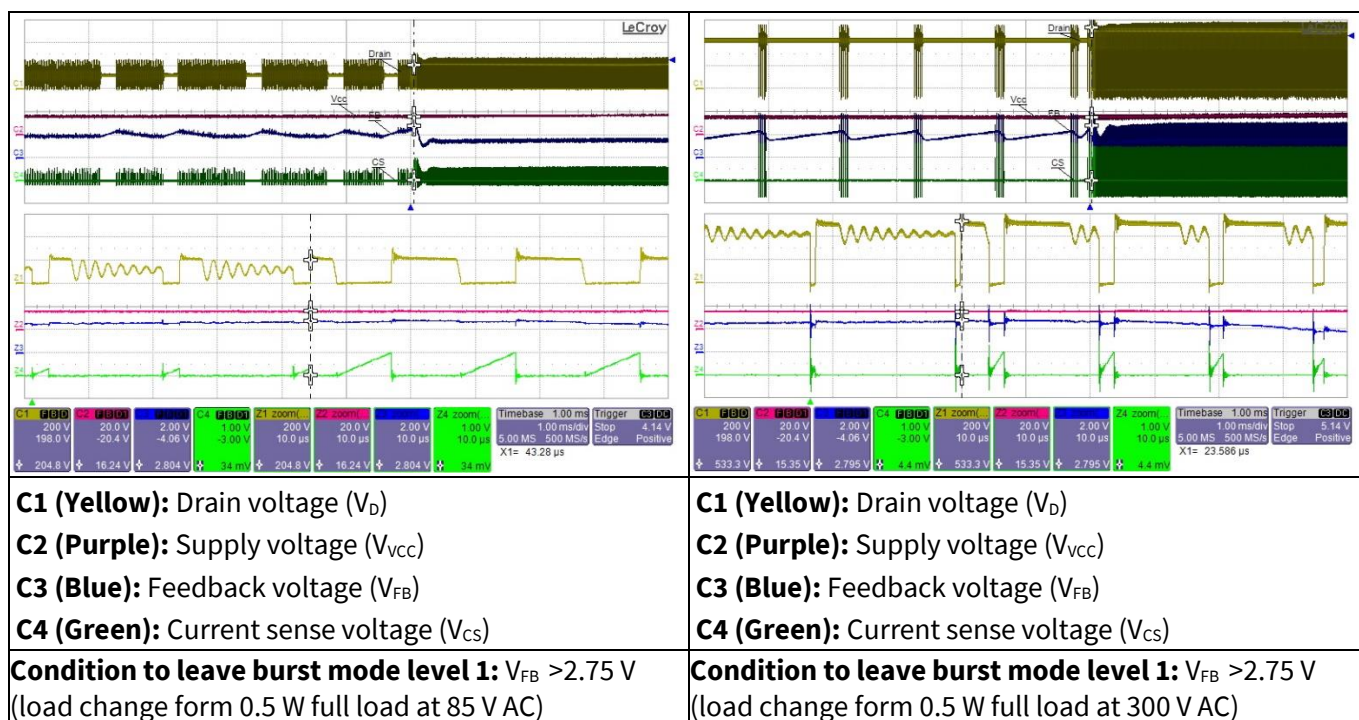 LeCroy
Drain
Vcc
FB
CS
C1
C2
C3
C4
Z1
Z2
Z3
Z4
C1 FBD C2 FBD1 C4 FBD1 Z1 zoom(... Z2 zoom(... Z4 zoom(... Timebase 1.00 ms Trigger C3 DC
200 V 20.0 V 2.00 V 1.00 V 200 V 20.0 V 2.00 V 1.00 V 1.00 ms/div Stop 4.14 V
198.0 V -20.4 V -4.06 V -3.00 V 10.0 µs 10.0 µs 10.0 µs 10.0 µs 5.00 MS 500 MS/s Edge Positive
204.8 V 16.24 V 2.804 V 34 mV 204.8 V 16.24 V 2.804 V 34 mV X1= 43.28 µs
C1 (Yellow): Drain voltage (VD)
C2 (Purple): Supply voltage (VVCC)
C3 (Blue): Feedback voltage (VFB)
C4 (Green): Current sense voltage (VCS)
Condition to leave burst mode level 1: VFB >2.75 V
(load change form 0.5 W full load at 85 V AC)
Drain
Vcc
FB
CS
C1
C2
C3
C4
Z1
Z2
Z3
Z4
C1 FBD C2 FBD1 C4 FBD1 Z1 zoom(... Z2 zoom(... Z4 zoom(... Timebase 1.00 ms Trigger C3 DC
200 V 20.0 V 2.00 V 1.00 V 200 V 20.0 V 2.00 V 1.00 V 1.00 ms/div Stop 5.14 V
198.0 V -20.4 V -4.06 V -3.00 V 10.0 µs 10.0 µs 10.0 µs 10.0 µs 5.00 MS 500 MS/s Edge Positive
533.3 V 15.35 V 2.795 V 4.4 mV 533.3 V 15.35 V 2.795 V 4.4 mV X1= 23.586 µs
C1 (Yellow): Drain voltage (VD)
C2 (Purple): Supply voltage (VVCC)
C3 (Blue): Feedback voltage (VFB)
C4 (Green): Current sense voltage (VCS)
Condition to leave burst mode level 1: VFB >2.75 V
(load change form 0.5 W full load at 300 V AC)